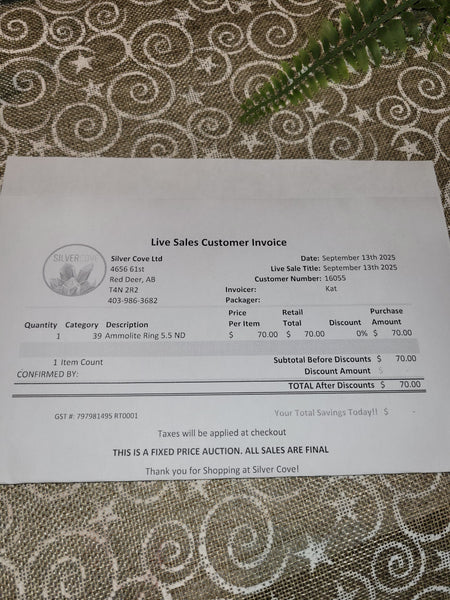 Live Sales Customer Invoice
SILVERCOVE
Silver Cove Ltd
4656 61st
Red Deer, AB
T4N 2R2
403-986-3682
Date: September 13th 2025
Live Sale Title: September 13th 2025
Customer Number: 16055
Invoicer: Kat
Packager:
Quantity Category Description Price Per Item Retail Total Discount Purchase Amount
1 39 Ammolite Ring 5.5 ND $ 70.00 $ 70.00 0% $ 70.00
1 Item Count Subtotal Before Discounts $ 70.00
CONFIRMED BY: Discount Amount $
TOTAL After Discounts $ 70.00
GST #: 797981495 RT0001 Your Total Savings Today!! $ -
Taxes will be applied at checkout
THIS IS A FIXED PRICE AUCTION. ALL SALES ARE FINAL
Thank you for Shopping at Silver Cove!